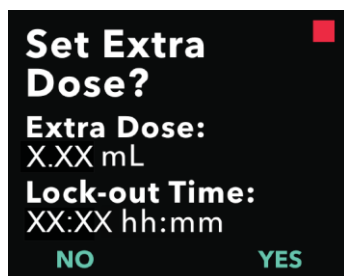 Set Extra
Dose?
Extra Dose:
X.XX mL
Lock-out Time:
XX:XX hh:mm
NO YES